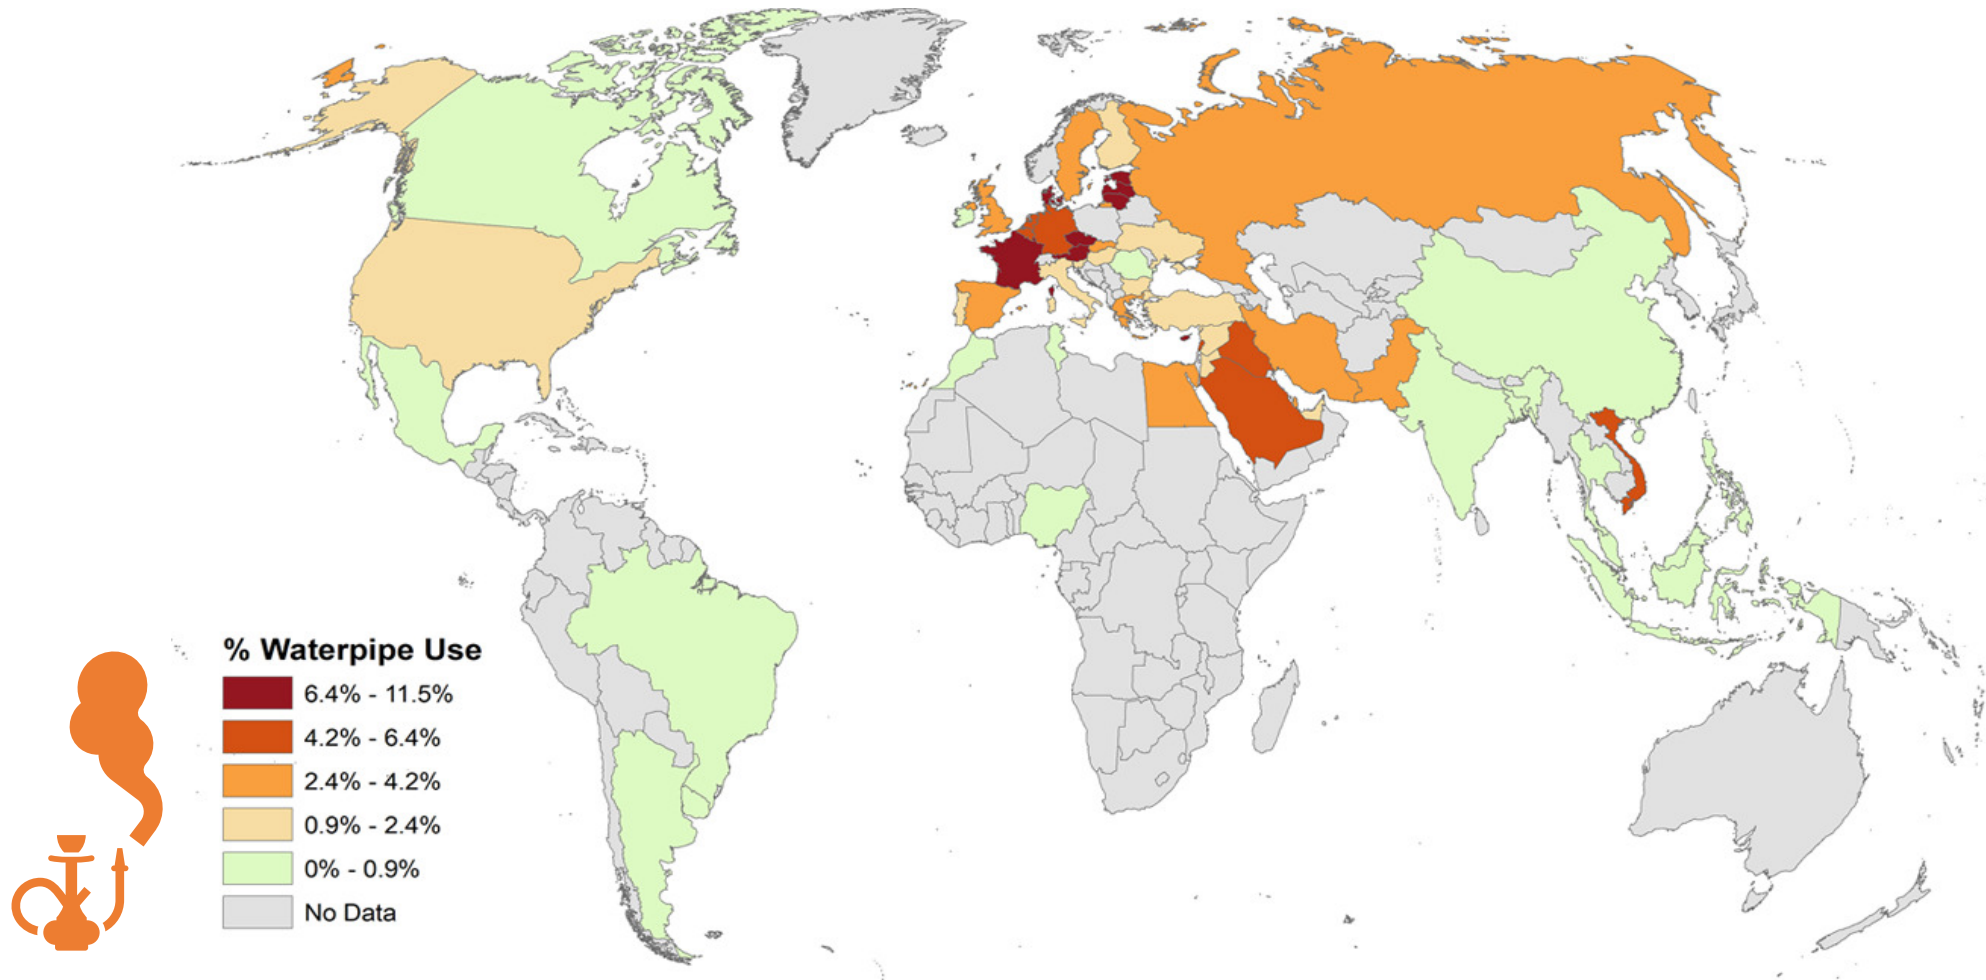 % Waterpipe Use
6.4% - 11.5%
4.2% - 6.4%
2.4% - 4.2%
0.9% - 2.4%
0% - 0.9%
No Data